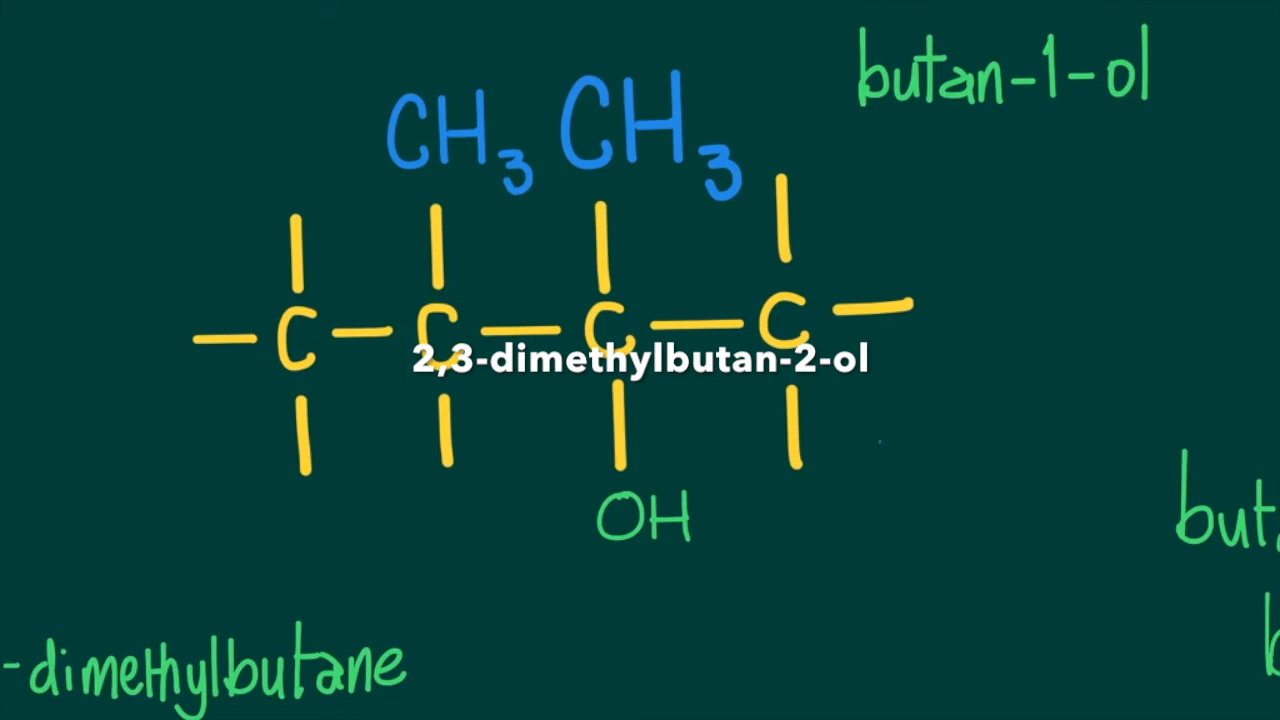 butan-1-ol
CH3 CH3
C C C C
2,3-dimethylbutan-2-ol
OH
-dimethylbutane